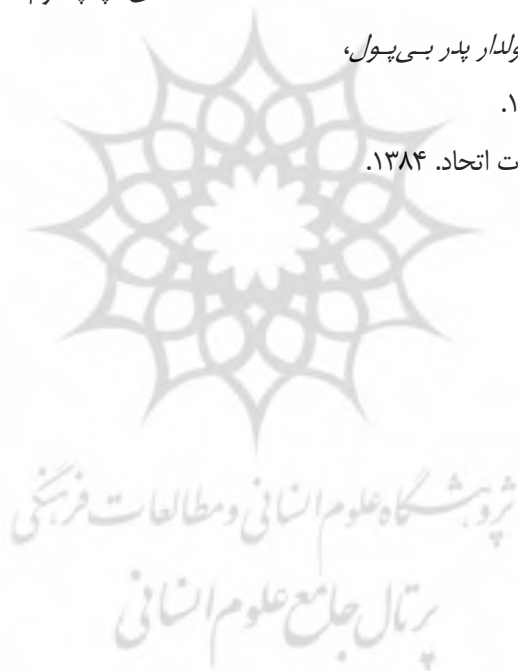 ولدار پدر بی‌پول،
۱.
ت اتحاد. ۱۳۸۴.
پژوهشگاه علوم انسانی و مطالعات فرهنگی
پرتال جامع علوم انسانی